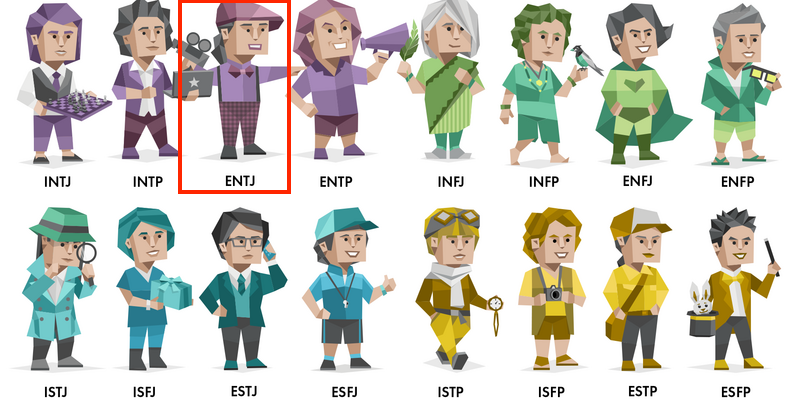 INTJ INTP ENTJ ENTP INFJ INFP ENFJ ENFP
ISTJ ISFJ ESTJ ESFJ ISTP ISFP ESTP ESFP